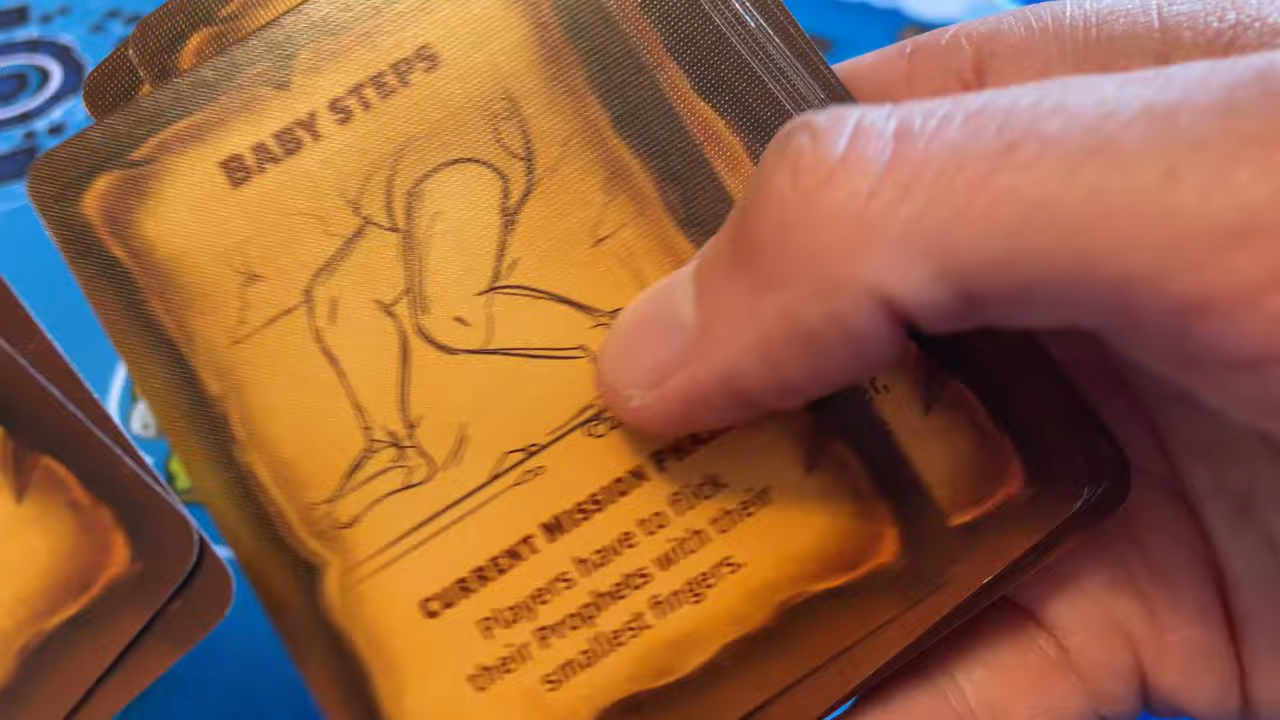 BABY STEPS
CURRENT MISSION
Players have to flick
their Prophets with their
smallest fingers.